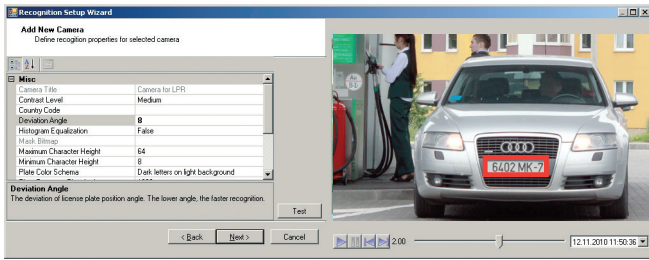 Recognition Setup Wizard
Add New Camera
Define recogition properties for selected camera
Misc
Camera Title Camera for LPR
Contrast Level Medium
Country Code
Deviation Angle 8
Histogram Equalization False
Mask Bitmap
Maximum Character Height 64
Minimum Character Height 8
Plate Color Schema Dark letters on light background
Deviation Angle
The deviation of license plate position angle. The lower angle, the faster recognition.
Test
< Back Next > Cancel
6402 MK-7
2.00 12.11.2010 11:50:36